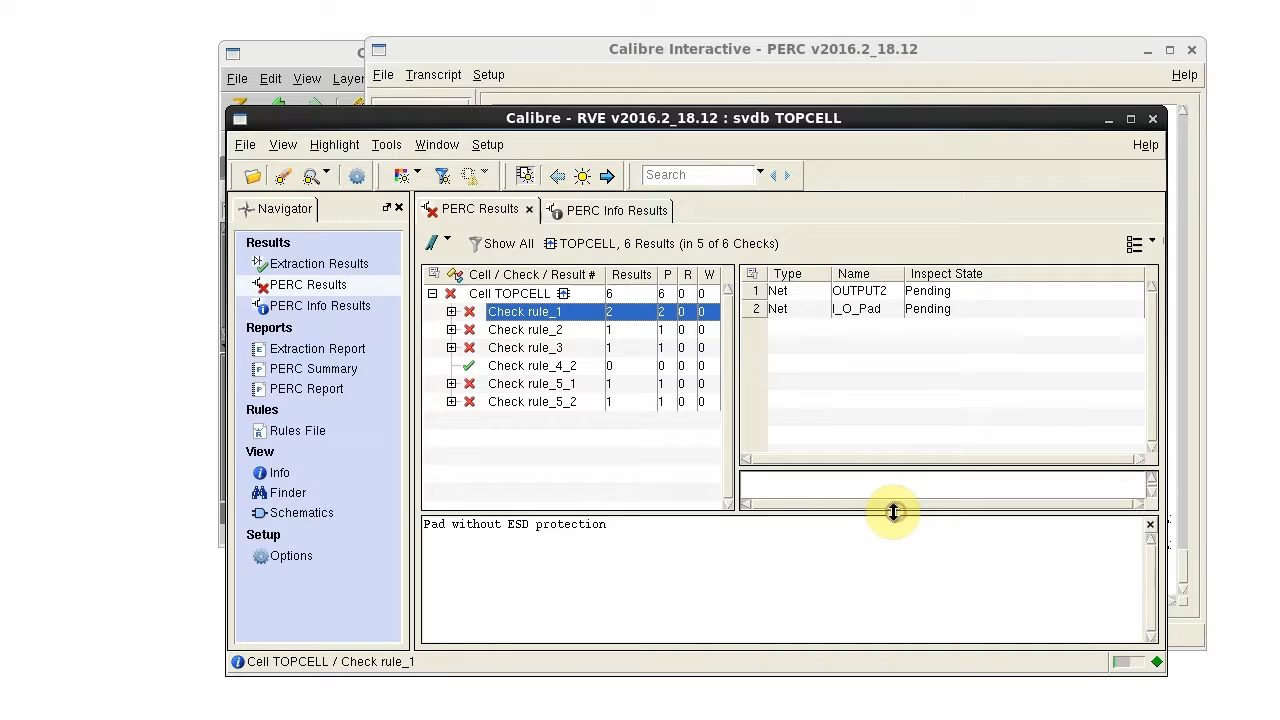 C
Calibre Interactive - PERC v2016.2_18.12
File Edit View Layer
File Transcript Setup Help
Calibre - RVE v2016.2_18.12 : svdb TOPCELL
File View Highlight Tools Window Setup Help
Search
Navigator
PERC Results
PERC Info Results
Show All TOPCELL, 6 Results (in 5 of 6 Checks)
Results
Extraction Results
PERC Results
PERC Info Results
Reports
Extraction Report
PERC Summary
PERC Report
Rules
Rules File
View
Info
Finder
Schematics
Setup
Options
Cell / Check / Result # Results P R W
Cell TOPCELL 6 6 0 0
Check rule_1 2 2 0 0
Check rule_2 1 1 0 0
Check rule_3 1 1 0 0
Check rule_4_2 0 0 0 0
Check rule_5_1 1 1 0 0
Check rule_5_2 1 1 0 0
Type Name Inspect State
1 Net OUTPUT2 Pending
2 Net I_O_Pad Pending
Pad without ESD protection
Cell TOPCELL / Check rule_1